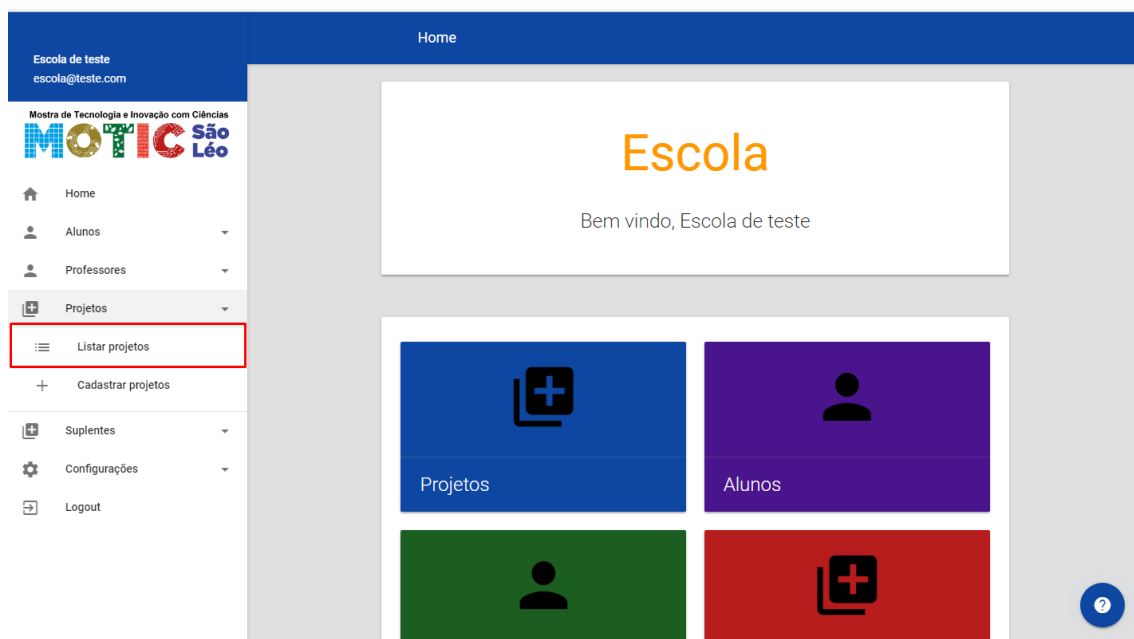 Escola de teste
escola@teste.com
Mostra de Tecnologia e Inovação com Ciências
MOTIC São Léo
Home
Alunos
Professores
Projetos
Listar projetos
Cadastrar projetos
Suplentes
Configurações
Logout
Home
Escola
Bem vindo, Escola de teste
Projetos
Alunos
?